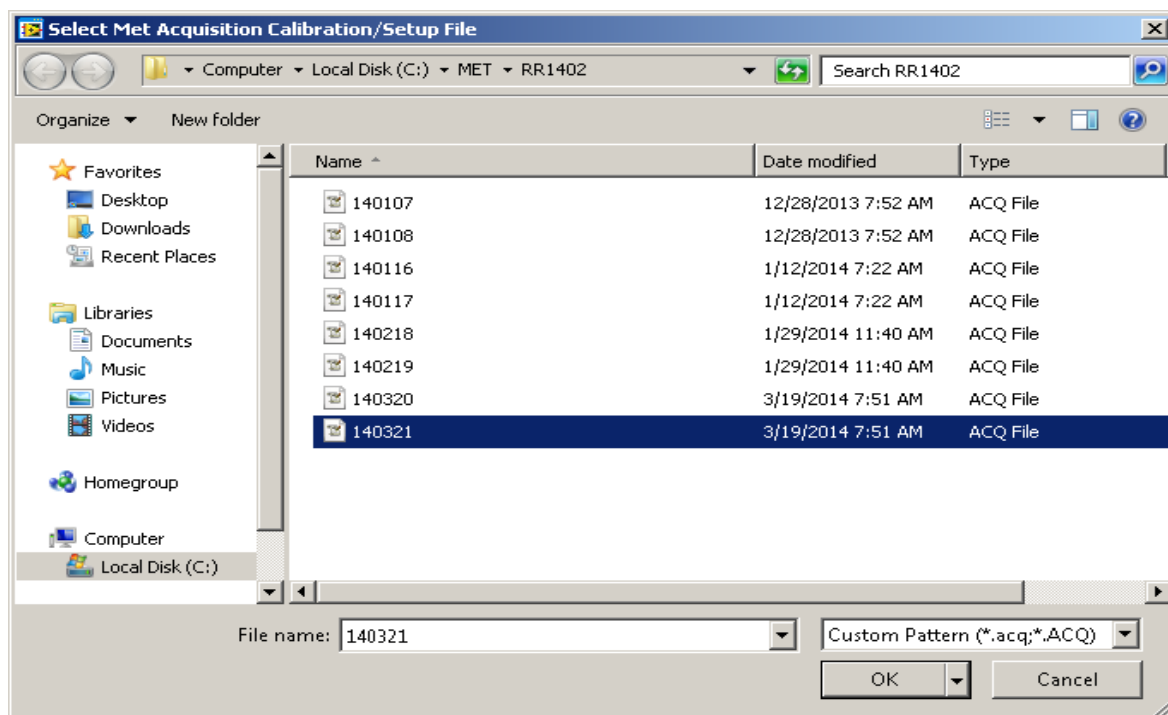 Select Met Acquisition Calibration/Setup File
Computer Local Disk (C:) MET RR1402
Search RR1402
Organize New folder
Favorites
Desktop
Downloads
Recent Places
Libraries
Documents
Music
Pictures
Videos
Homegroup
Computer
Local Disk (C:)
Name Date modified Type
140107 12/28/2013 7:52 AM ACQ File
140108 12/28/2013 7:52 AM ACQ File
140116 1/12/2014 7:22 AM ACQ File
140117 1/12/2014 7:22 AM ACQ File
140218 1/29/2014 11:40 AM ACQ File
140219 1/29/2014 11:40 AM ACQ File
140320 3/19/2014 7:51 AM ACQ File
140321 3/19/2014 7:51 AM ACQ File
File name: 140321 Custom Pattern (*.acq;*.ACQ)
OK Cancel